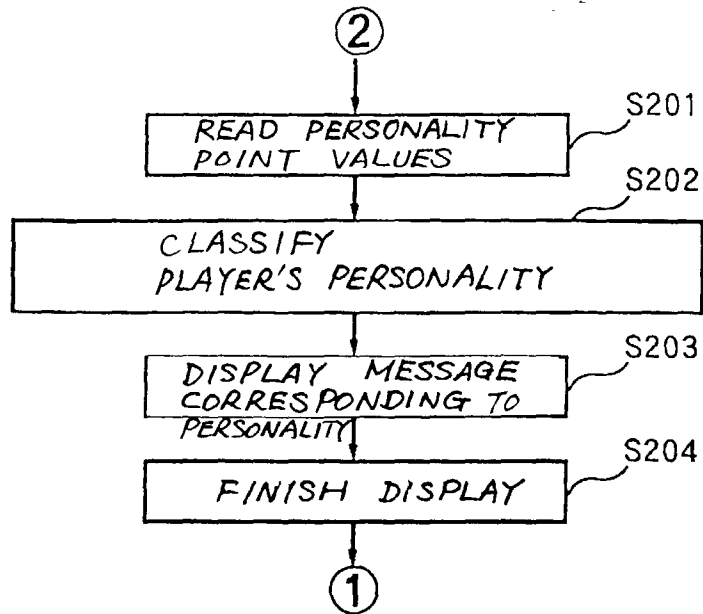 2
S201
READ PERSONALITY
POINT VALUES
S202
CLASSIFY
PLAYER'S PERSONALITY
S203
DISPLAY MESSAGE
CORRESPONDING TO
PERSONALITY
S204
FINISH DISPLAY
1